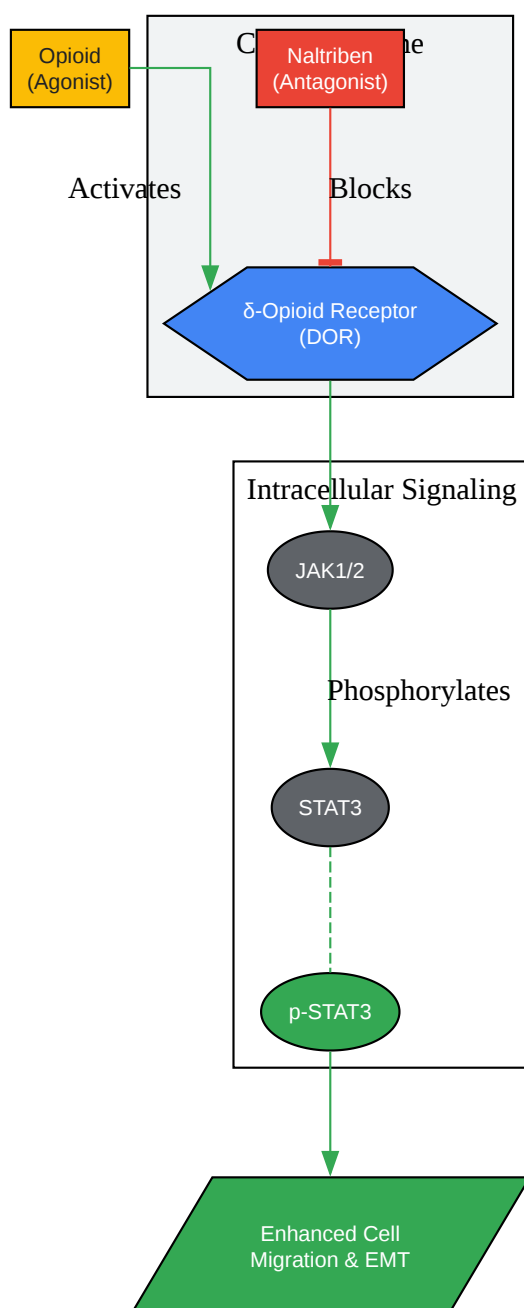 Opioid
(Agonist)
Naltriben
(Antagonist)
Activates
Blocks
δ-Opioid Receptor
(DOR)
Intracellular Signaling
JAK1/2
Phosphorylates
STAT3
p-STAT3
Enhanced Cell
Migration & EMT